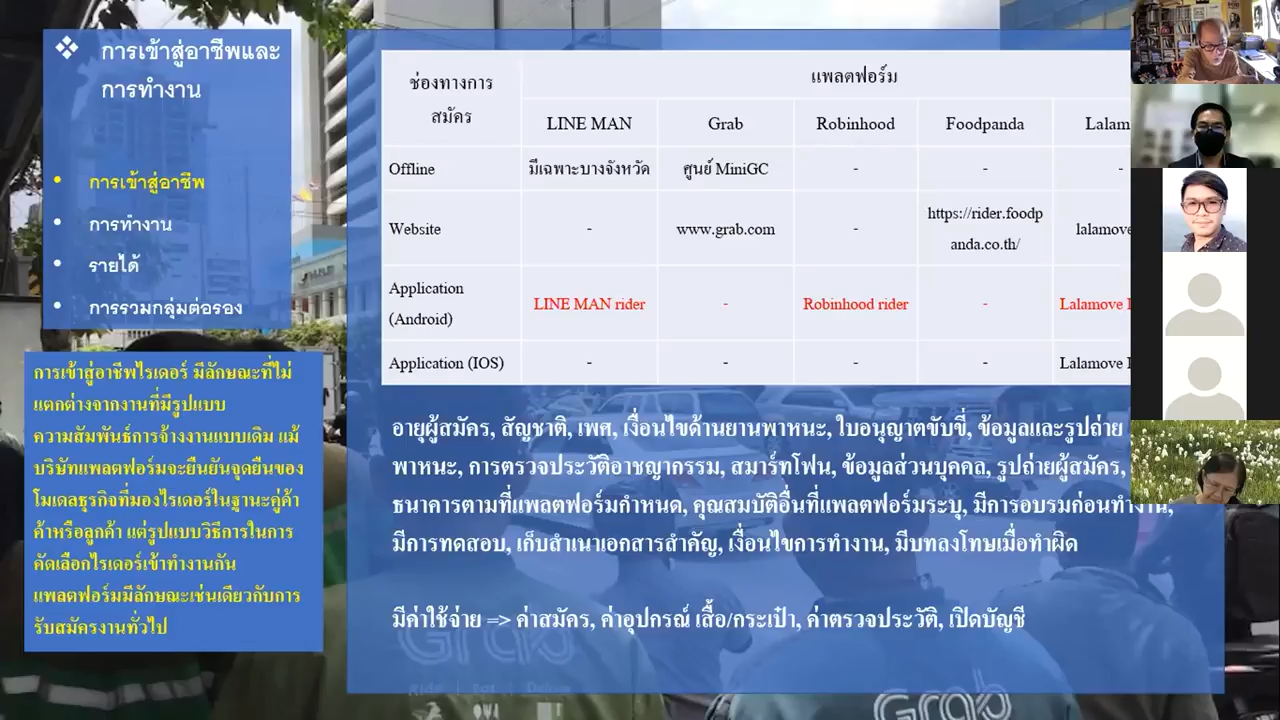 ❖ การเข้าสู่อาชีพและ
การทำงาน
• การเข้าสู่อาชีพ
• การทำงาน
• รายได้
• การรวมกลุ่มต่อรอง
การเข้าสู่อาชีพไรเดอร์ มีลักษณะที่ไม่
แตกต่างจากงานที่มีรูปแบบ
ความสัมพันธ์การจ้างงานแบบเดิม แม้
บริษัทแพลตฟอร์มจะยืนยันจุดยืนของ
โมเดลธุรกิจที่มองไรเดอร์ในฐานะคู่ค้า
ค้าหรือลูกค้า แต่รูปแบบวิธีการในการ
คัดเลือกไรเดอร์เข้าทำงานกับ
แพลตฟอร์มมีลักษณะเช่นเดียวกับการ
รับสมัครงานทั่วไป
ช่องทางการ
สมัคร
แพลตฟอร์ม
LINE MAN Grab Robinhood Foodpanda Lalam
Offline มีเฉพาะบางจังหวัด ศูนย์ MiniGC - - -
Website - www.grab.com - https://rider.foodp
anda.co.th/ lalamove
Application
(Android) LINE MAN rider - Robinhood rider - Lalamove
Application (IOS) - - - - Lalamove
อายุผู้สมัคร, สัญชาติ, เพศ, เงื่อนไขด้านยานพาหนะ, ใบอนุญาตขับขี่, ข้อมูลและรูปถ่าย
พาหนะ, การตรวจประวัติอาชญากรรม, สมาร์ทโฟน, ข้อมูลส่วนบุคคล, รูปถ่ายผู้สมัคร,
ธนาคารตามที่แพลตฟอร์มกำหนด, คุณสมบัติอื่นที่แพลตฟอร์มระบุ, มีการอบรมก่อนทำงาน,
มีการทดสอบ, เก็บสำเนาเอกสารสำคัญ, เงื่อนไขการทำงาน, มีบทลงโทษเมื่อทำผิด
มีค่าใช้จ่าย => ค่าสมัคร, ค่าอุปกรณ์ เสื้อ/กระเป๋า, ค่าตรวจประวัติ, เปิดบัญชี
Grab
Grab